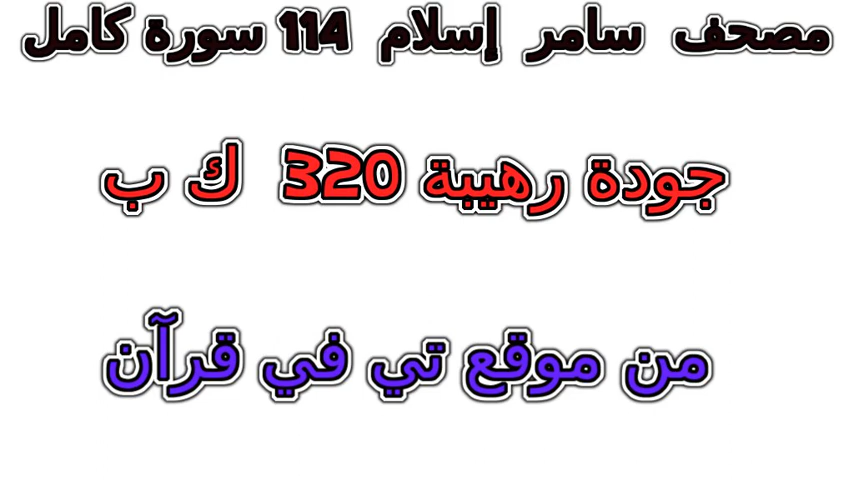 مصحف سامر إسلام 114 سورة كامل
جودة رهيبة 320 ك ب
من موقع تي في قرآن